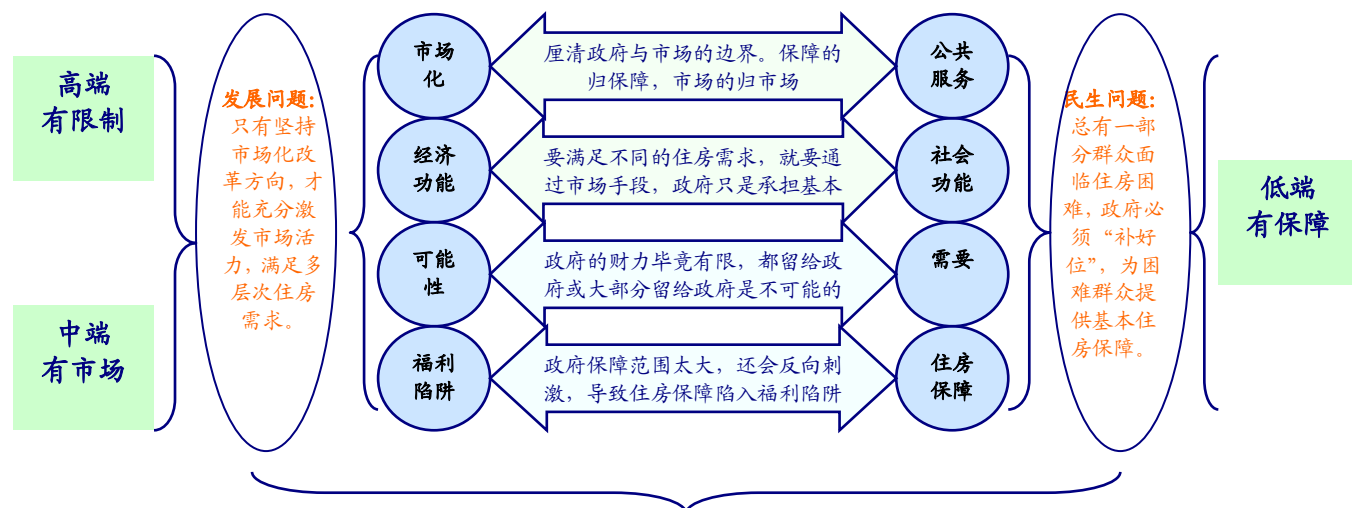 高端
有限制
中端
有市场
发展问题:
只有坚持
市场化改
革方向，才
能充分激
发市场活
力，满足多
层次住房
需求。
市场
化
经济
功能
可能
性
福利
陷阱
厘清政府与市场的边界。保障的
归保障，市场的归市场
要满足不同的住房需求，就要通
过市场手段，政府只是承担基本
政府的财力毕竟有限，都留给政
府或大部分留给政府是不可能的
政府保障范围太大，还会反向刺
激，导致住房保障陷入福利陷阱
公共
服务
社会
功能
需要
住房
保障
民生问题:
总有一部
分群众面
临住房困
难，政府必
须“补好
位”，为困
难群众提
供基本住
房保障。
低端
有保障